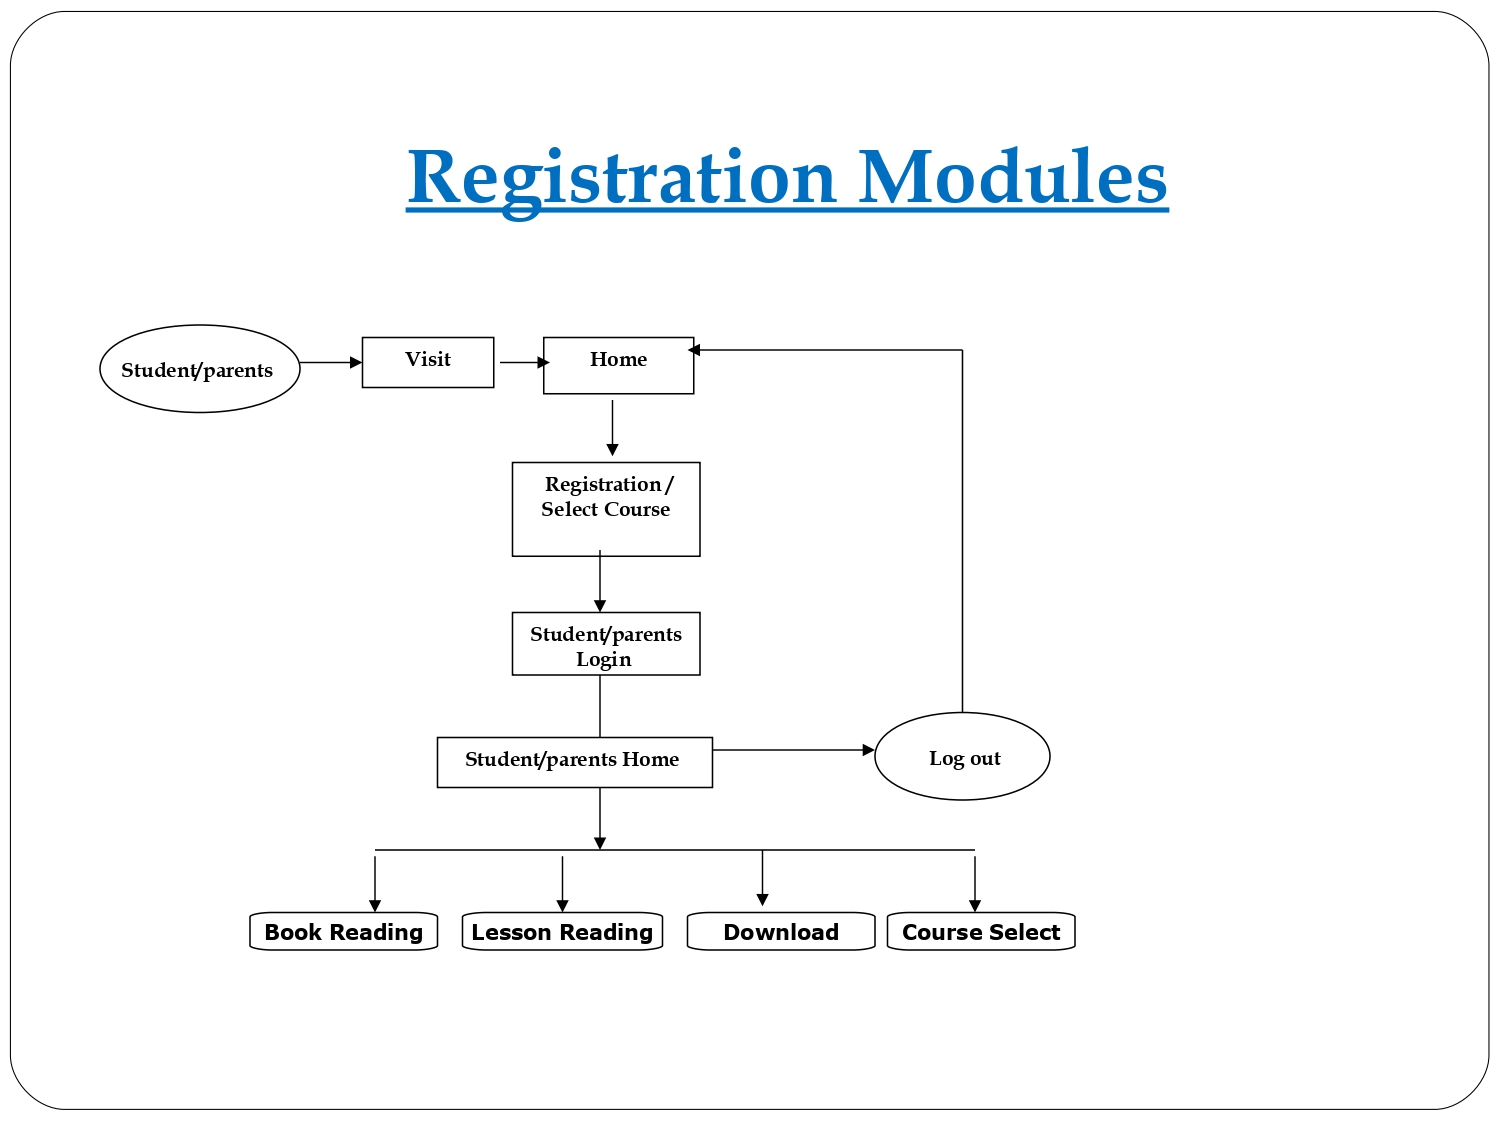 Registration Modules
Student/parents
Visit
Home
Registration/
Select Course
Student/parents
Login
Student/parents Home
Log out
Book Reading
Lesson Reading
Download
Course Select